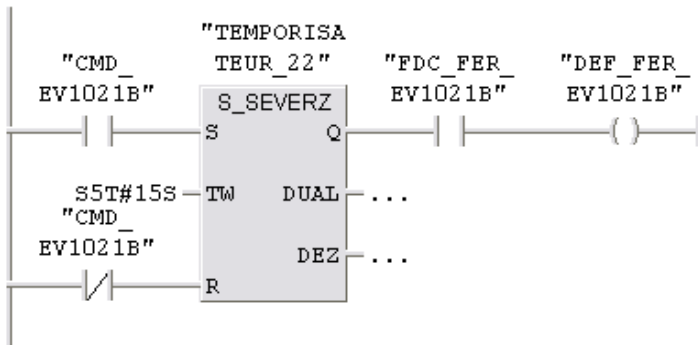 "TEMPORISA
TEUR_22"
"CMD_
EV1021B"
"FDC_FER_
EV1021B"
"DEF_FER_
EV1021B"
S_SEVERZ
S
Q
S5T#15S
TW
DUAL
...
"CMD_
EV1021B"
DEZ
...
R